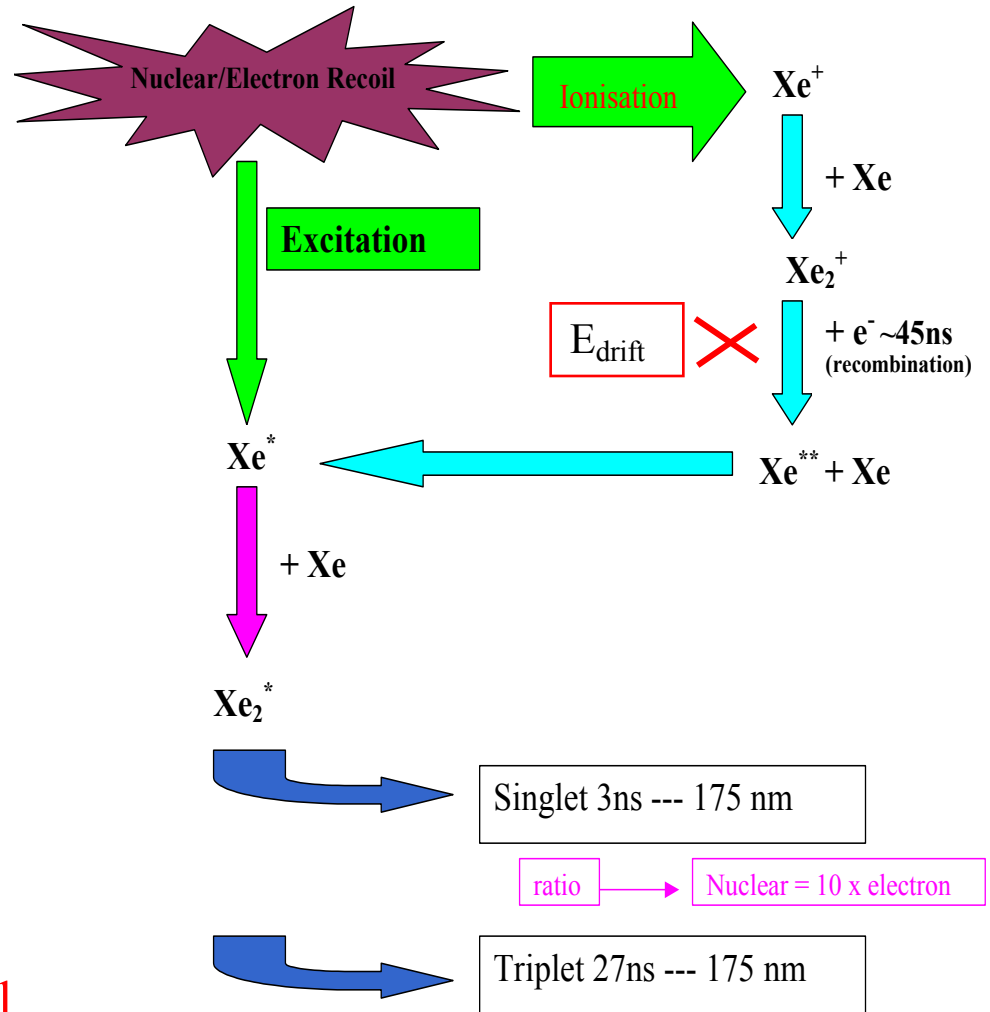 Nuclear/Electron Recoil
Ionisation
Xe⁺
+ Xe
Excitation
Xe₂⁺
E_drift
+ e⁻ ~45ns
(recombination)
Xe*
Xe** + Xe
+ Xe
Xe₂*
Singlet 3ns --- 175 nm
ratio
Nuclear = 10 x electron
Triplet 27ns --- 175 nm